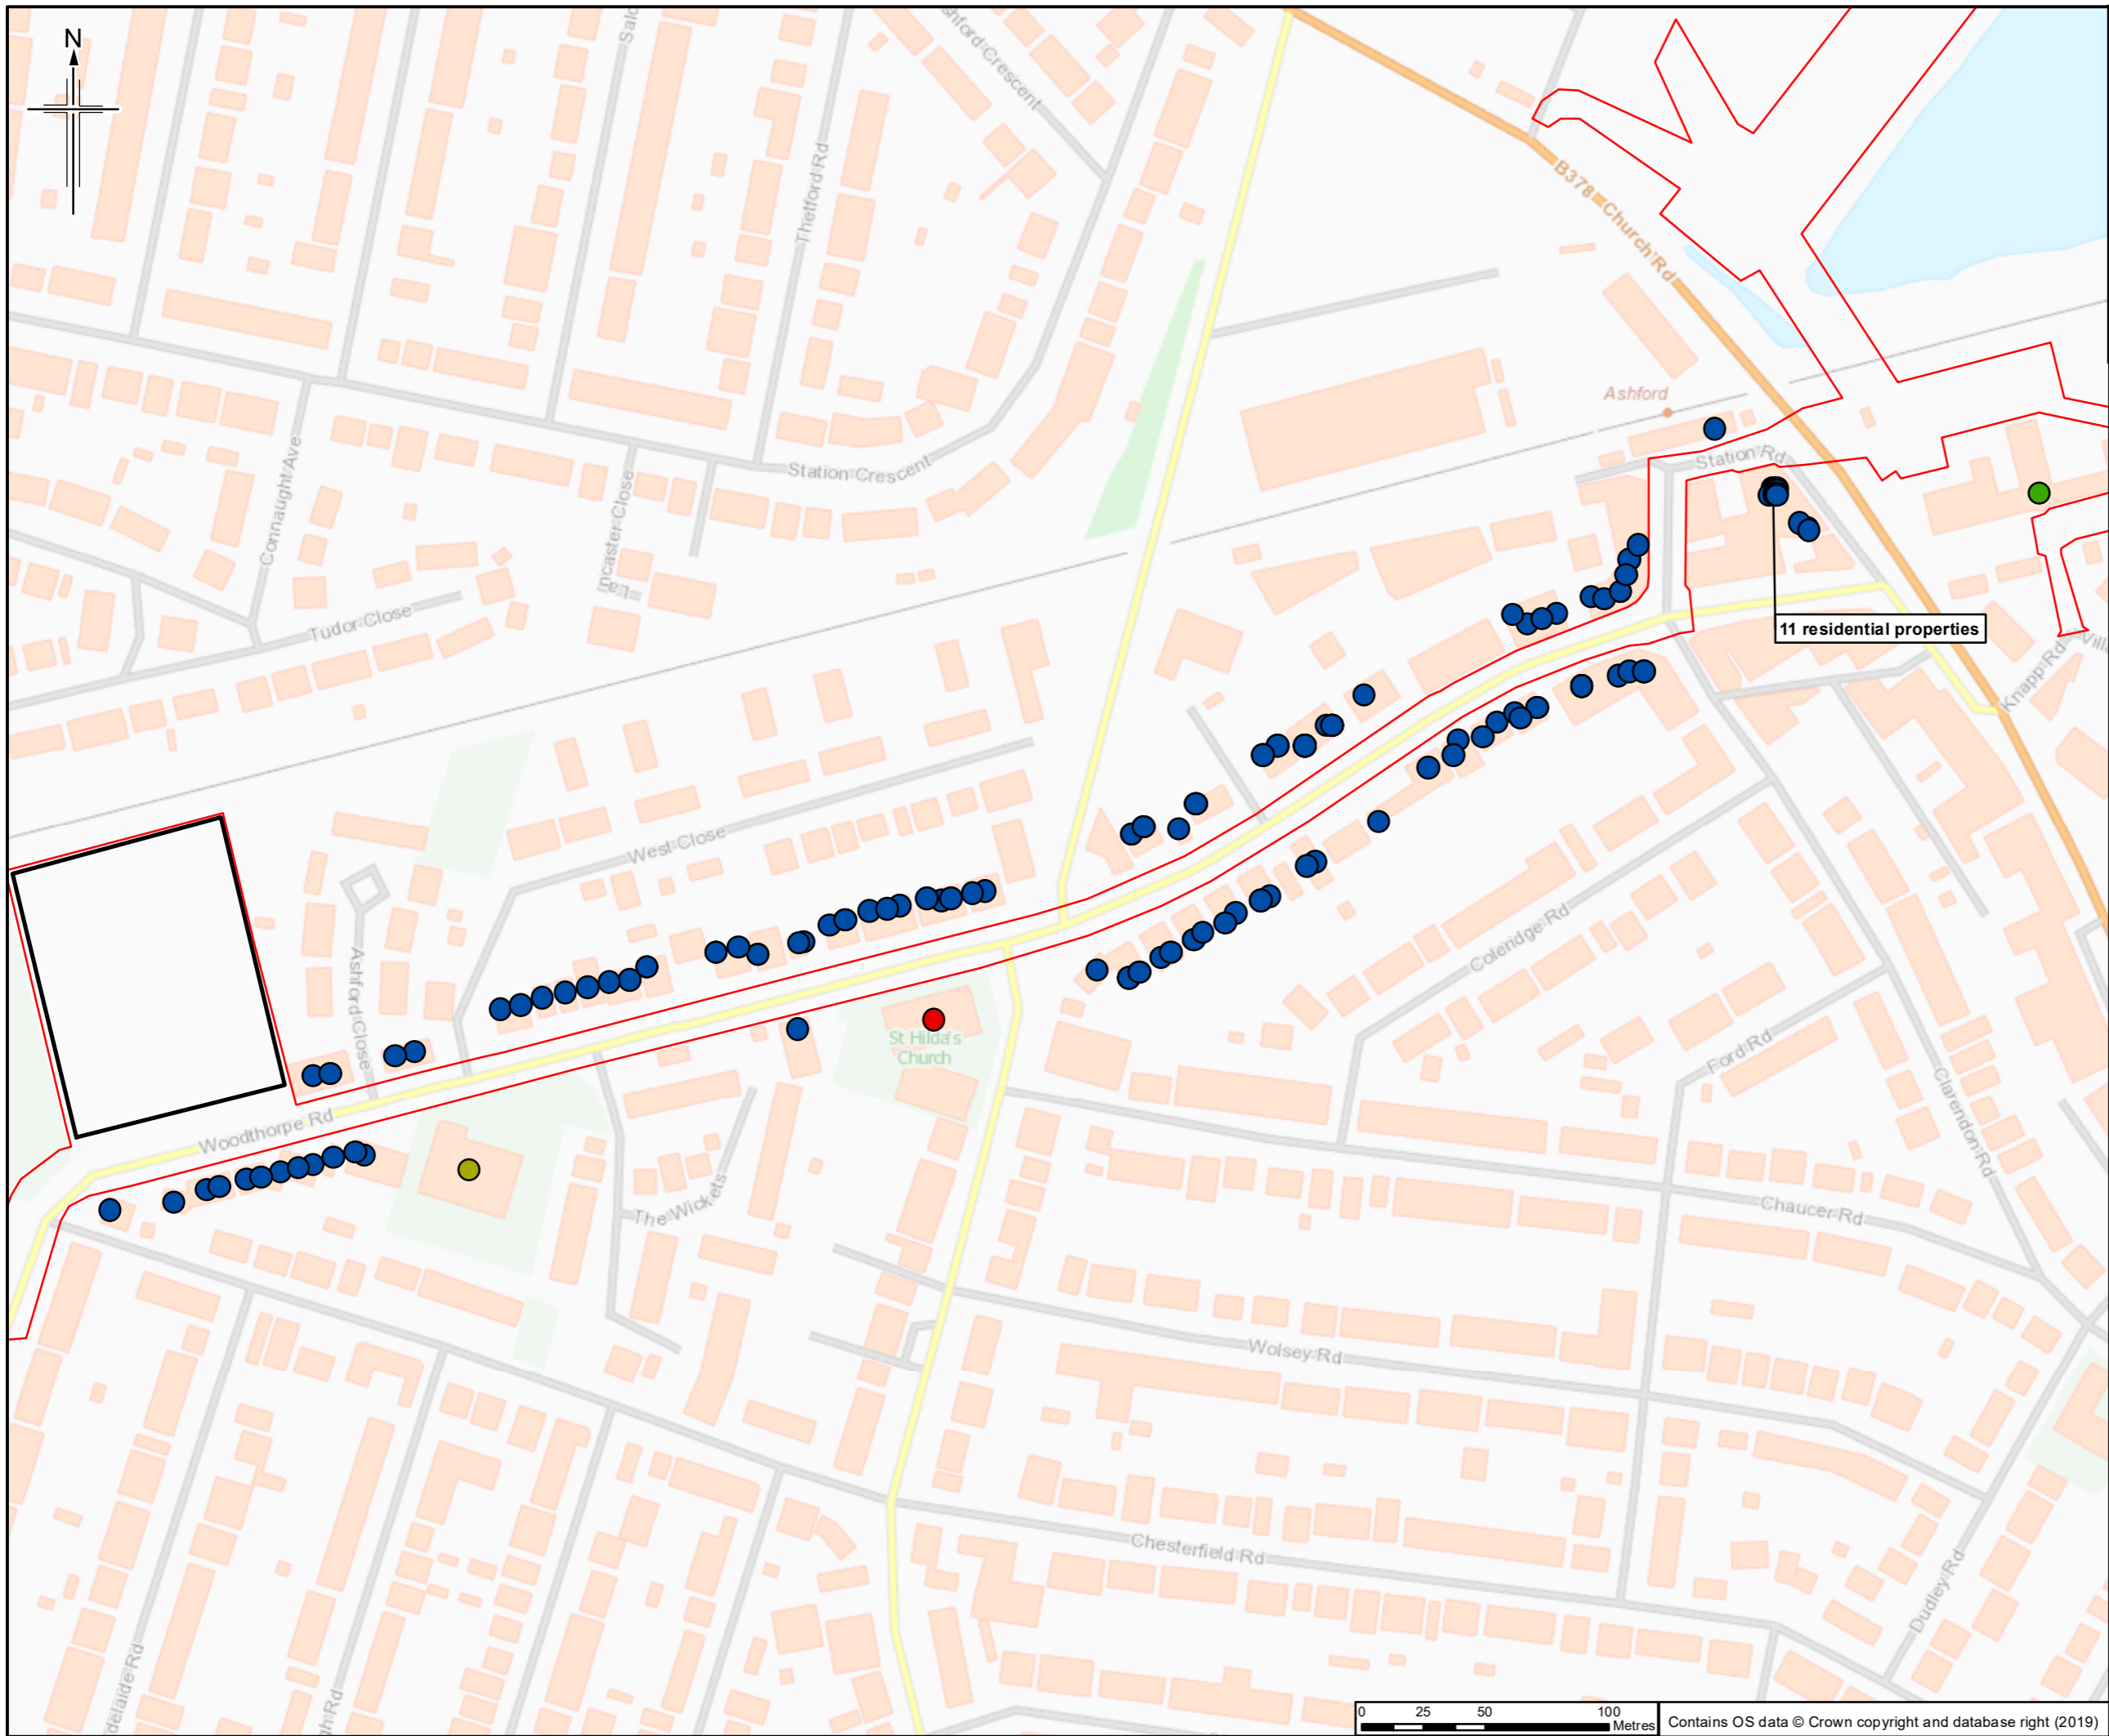 N
Thetford Rd
Ashford
B378
Church Rd
Connaught Ave
Station Crescent
Station Rd
Tudor Close
11 residential properties
Knapp Rd
West Close
Ashford Close
Coleridge Rd
St Hilda's
Church
Ford Rd
Woodthorpe Rd
Clarendon Rd
The Wickets
Chaucer Rd
Wolsey Rd
Chesterfield Rd
Dudley Rd
0 25 50 100
Metres
Contains OS data © Crown copyright and database right (2019)